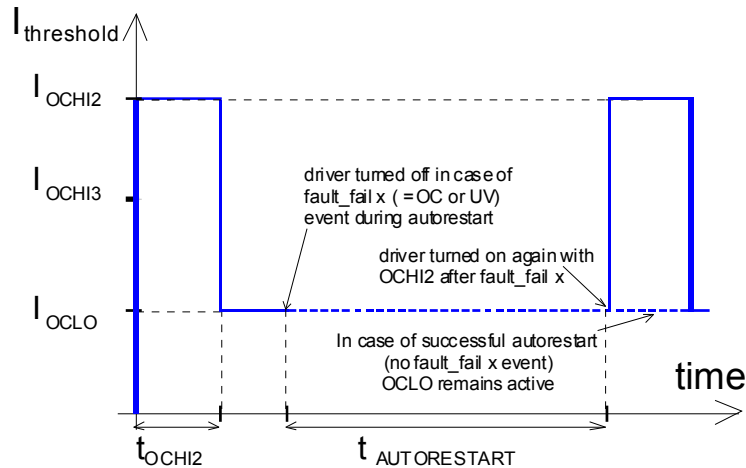 I threshold
I OCHI2
I OCHI3
I OCLO
driver turned off in case of
fault_fail x ( = OC or UV)
event during autorestart
driver turned on again with
OCHI2 after fault_fail x
In case of successful autorestart
(no fault_fail x event)
OCLO remains active
time
t OCHI2
t AUTORESTART